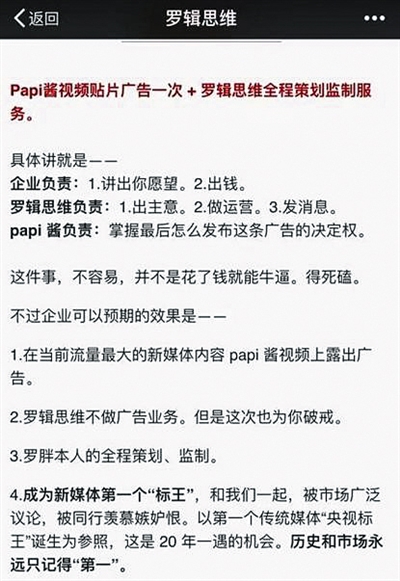 返回
罗辑思维
Papi酱视频贴片广告一次 + 罗辑思维全程策划监制服
务。
具体讲就是——
企业负责：1.讲出你愿望。2.出钱。
罗辑思维负责：1.出主意。2.做运营。3.发消息。
papi 酱负责：掌握最后怎么发布这条广告的决定权。
这件事，不容易，并不是花了钱就能牛逼。得死磕。
不过企业可以预期的效果是——
1.在当前流量最大的新媒体内容 papi 酱视频上露出广
告。
2.罗辑思维不做广告业务。但是这次也为你破戒。
3.罗胖本人的全程策划、监制。
4.成为新媒体第一个“标王”，和我们一起，被市场广泛
议论，被同行羡慕嫉妒恨。以第一个传统媒体“央视标
王”诞生为参照，这是 20 年一遇的机会。历史和市场永
远只记得“第一”。